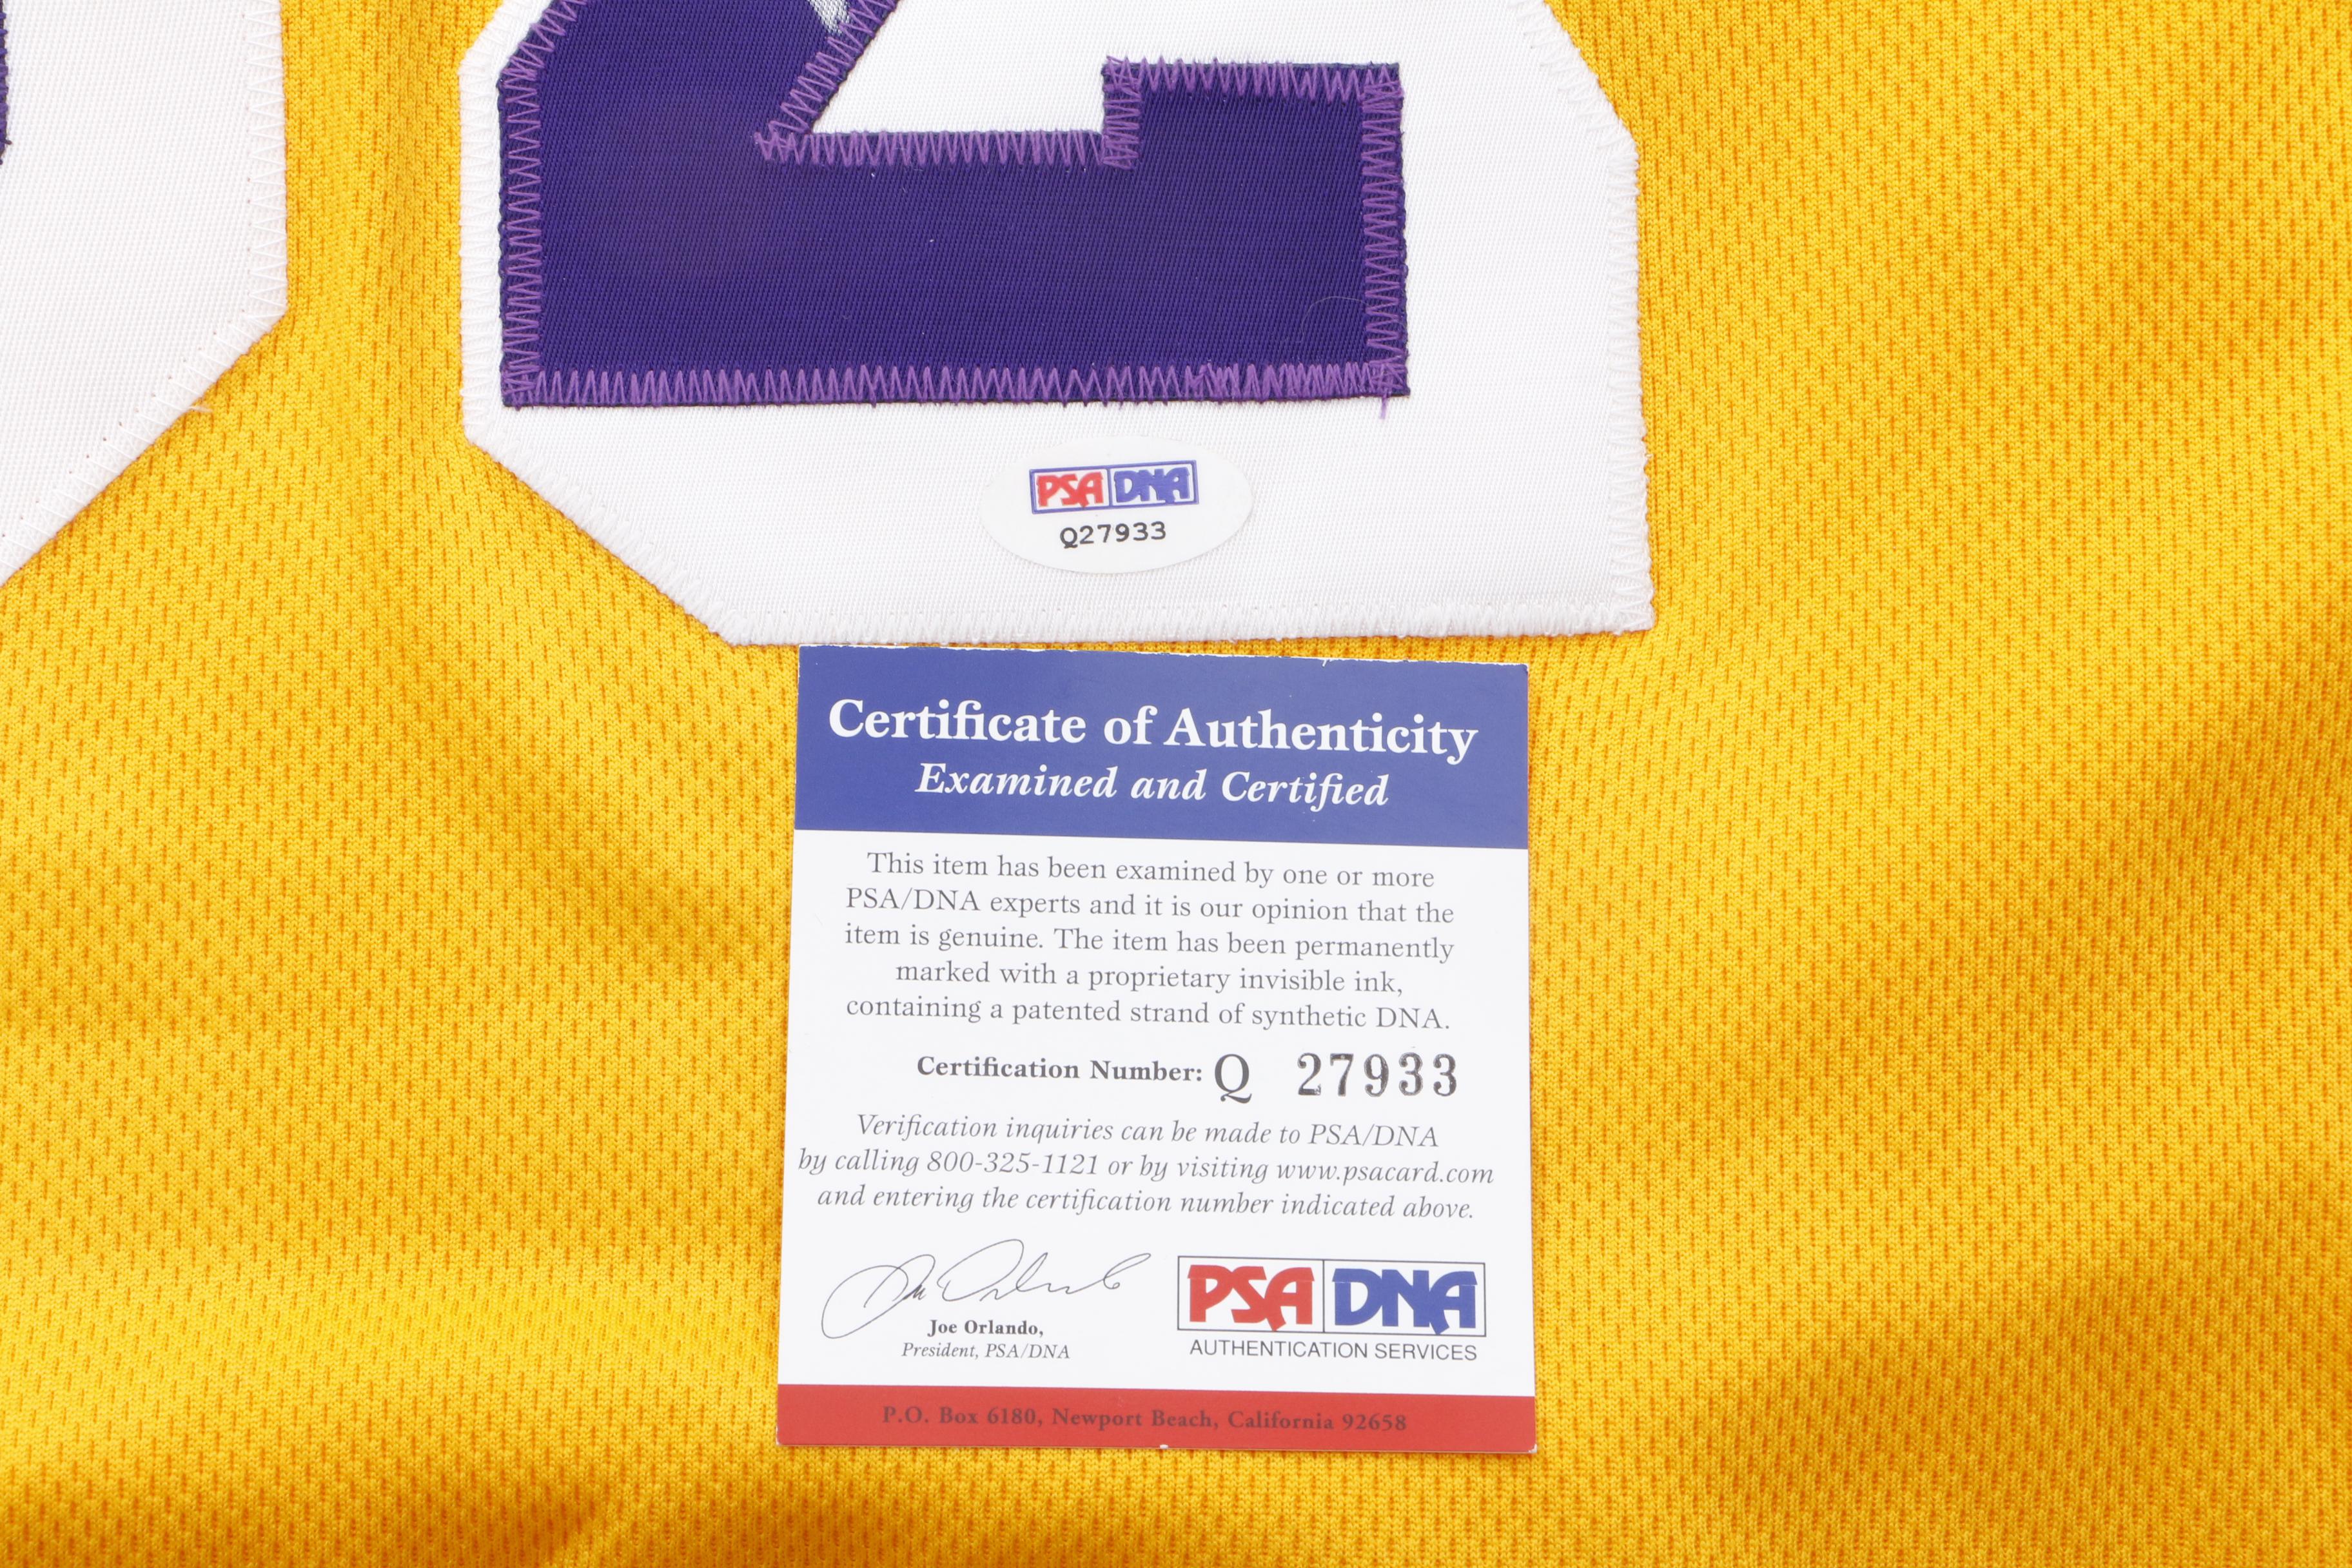 2
PSA DNA
Q27933
Certificate of Authenticity
Examined and Certified
This item has been examined by one or more
PSA/DNA experts and it is our opinion that the
item is genuine. The item has been permanently
marked with a proprietary invisible ink,
containing a patented strand of synthetic DNA.
Certification Number: Q 27933
Verification inquiries can be made to PSA/DNA
by calling 800-325-1121 or by visiting www.psacard.com
and entering the certification number indicated above.
Joe Orlando,
President, PSA/DNA
PSA DNA
AUTHENTICATION SERVICES
P.O. Box 6180, Newport Beach, California 92658